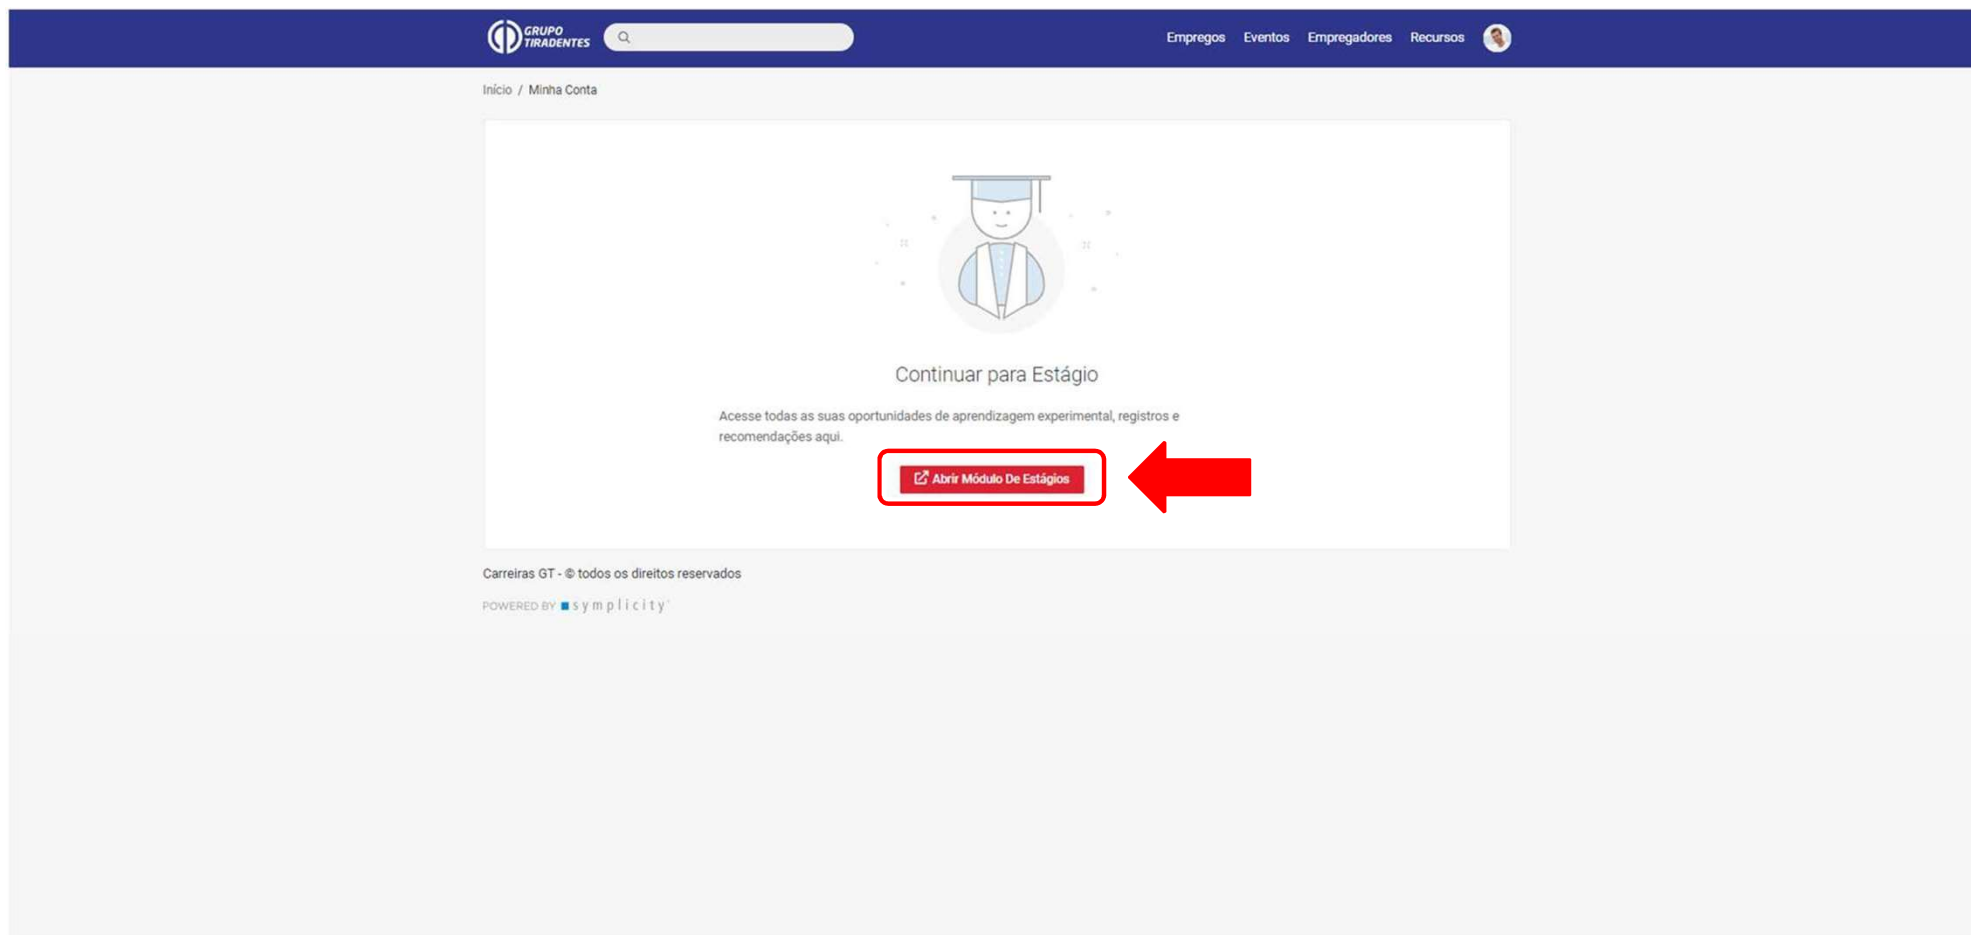 GRUPO
TIRADENTES
Empregos Eventos Empregadores Recursos
Início / Minha Conta
Continuar para Estágio
Acesse todas as suas oportunidades de aprendizagem experimental, registros e
recomendações aqui.
Abrir Módulo De Estágios
Carreiras GT - © todos os direitos reservados
POWERED BY symplicity